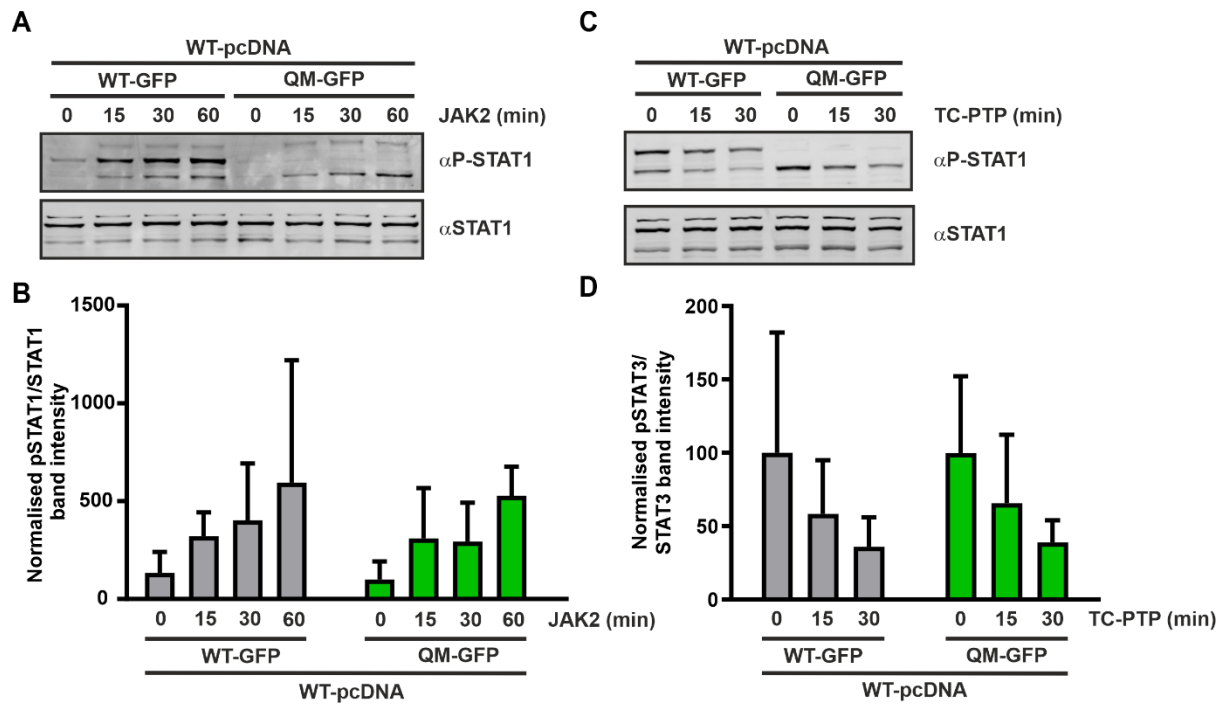 A
WT-pcDNA
WT-GFP QM-GFP
0 15 30 60 0 15 30 60 JAK2 (min)
αP-STAT1
αSTAT1
B
Normalised pSTAT1/STAT1
band intensity
1500
1000
500
0
0 15 30 60 0 15 30 60 JAK2 (min)
WT-GFP QM-GFP
WT-pcDNA
C
WT-pcDNA
WT-GFP QM-GFP
0 15 30 0 15 30 TC-PTP (min)
αP-STAT1
αSTAT1
D
Normalised pSTAT3/
STAT3 band intensity
200
150
100
50
0
0 15 30 0 15 30 TC-PTP (min)
WT-GFP QM-GFP
WT-pcDNA